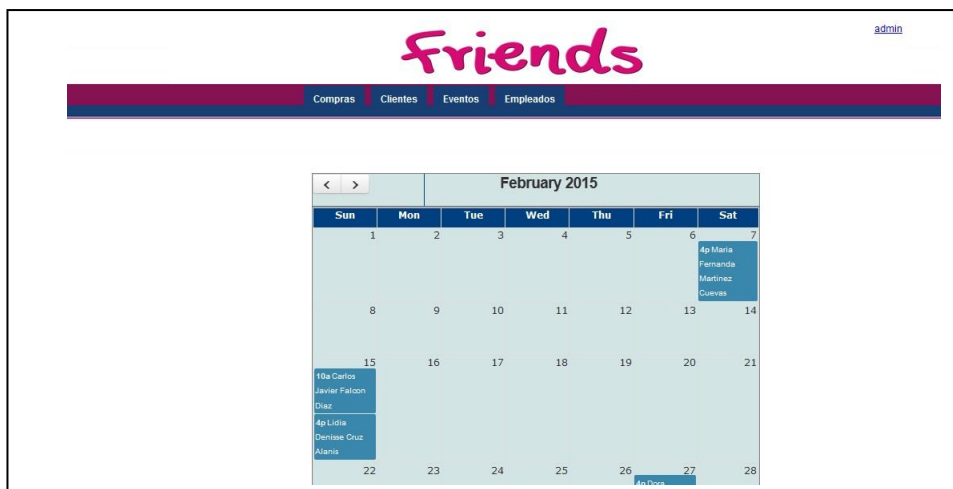 admin
Friends
Compras Clientes Eventos Empleados
< > February 2015
Sun Mon Tue Wed Thu Fri Sat
1 2 3 4 5 6 7
4p Maria
Fernanda
Martinez
Cuevas
8 9 10 11 12 13 14
15 16 17 18 19 20 21
10a Carlos
Javier Falcon
Diaz
4p Lidia
Denisse Cruz
Alanis
22 23 24 25 26 27 28
4p Dora